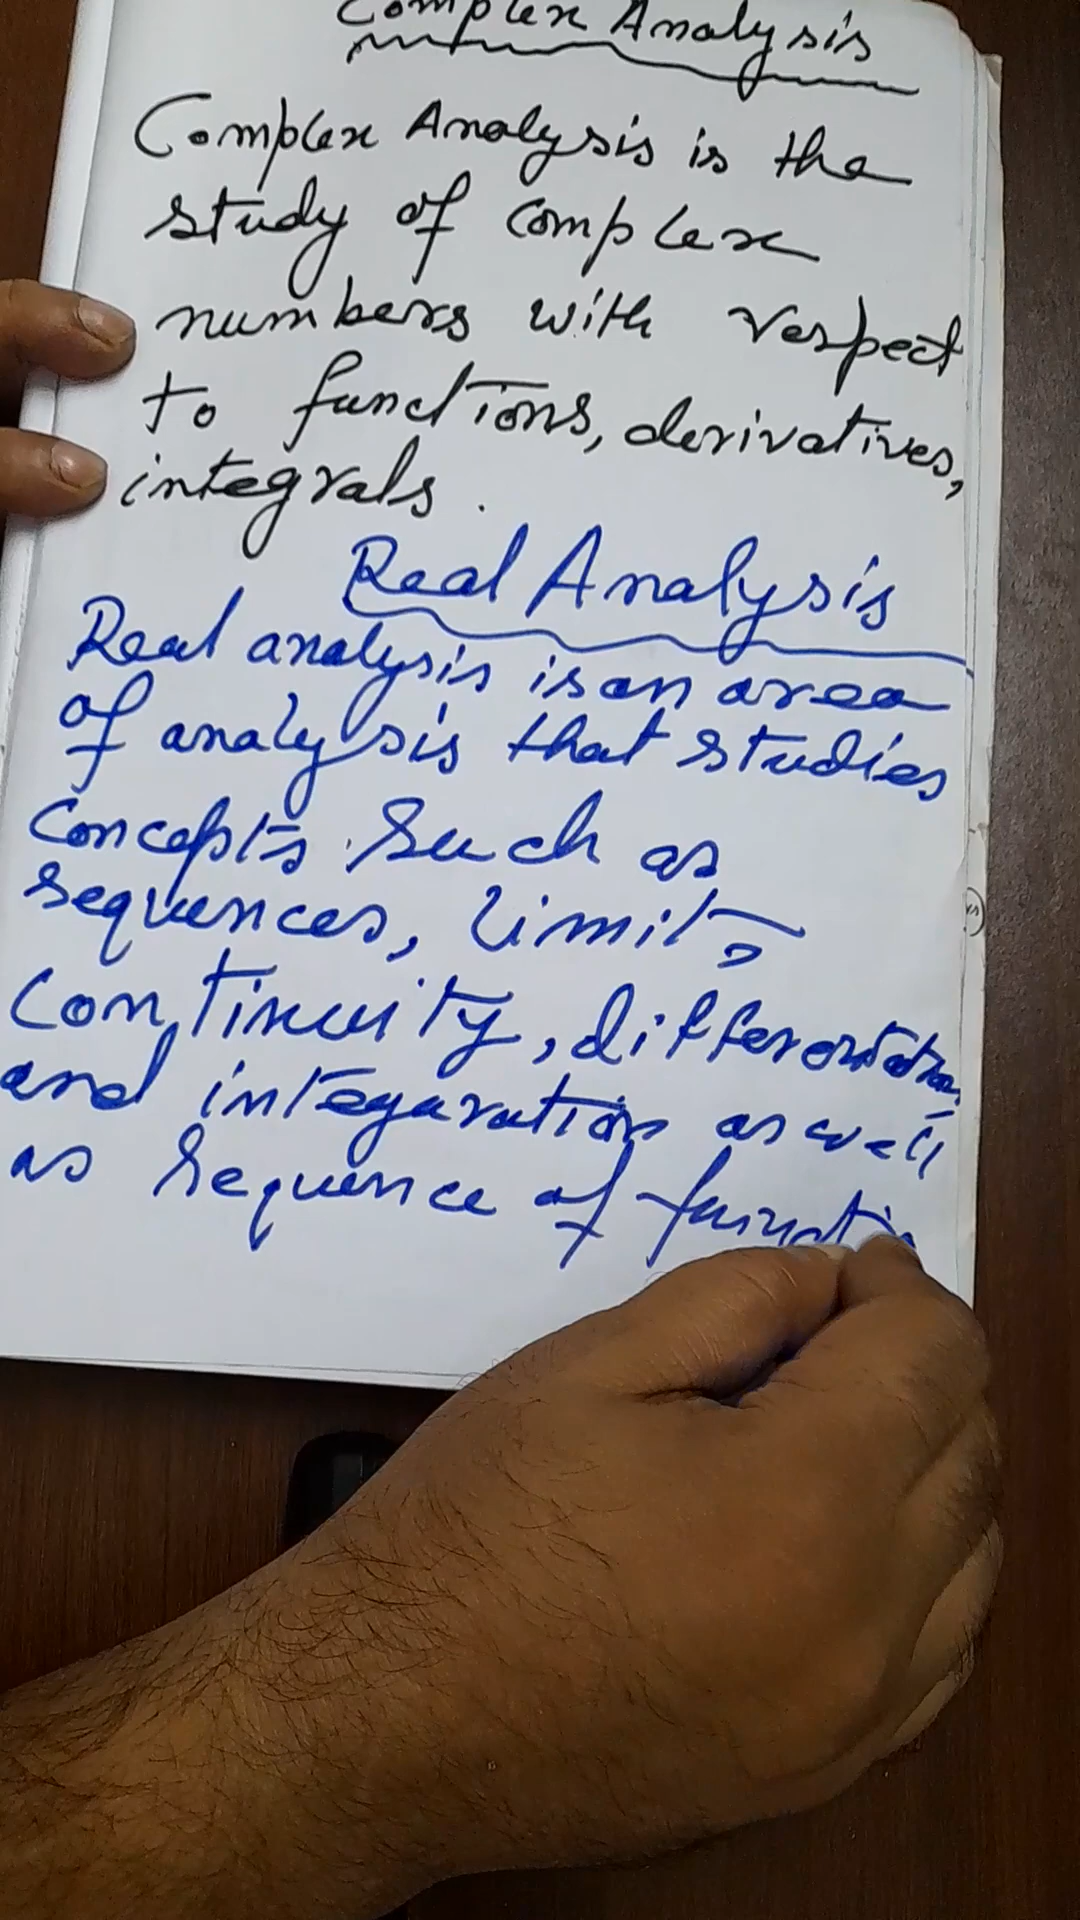 Complex Analysis
Complex Analysis is the
study of complex
numbers with respect
to functions, derivatives,
integrals.
Real Analysis
Real analysis is an area
of analysis that studies
concepts such as
sequences, limits,
continuity, differentiation,
and integaration as well
as sequence of